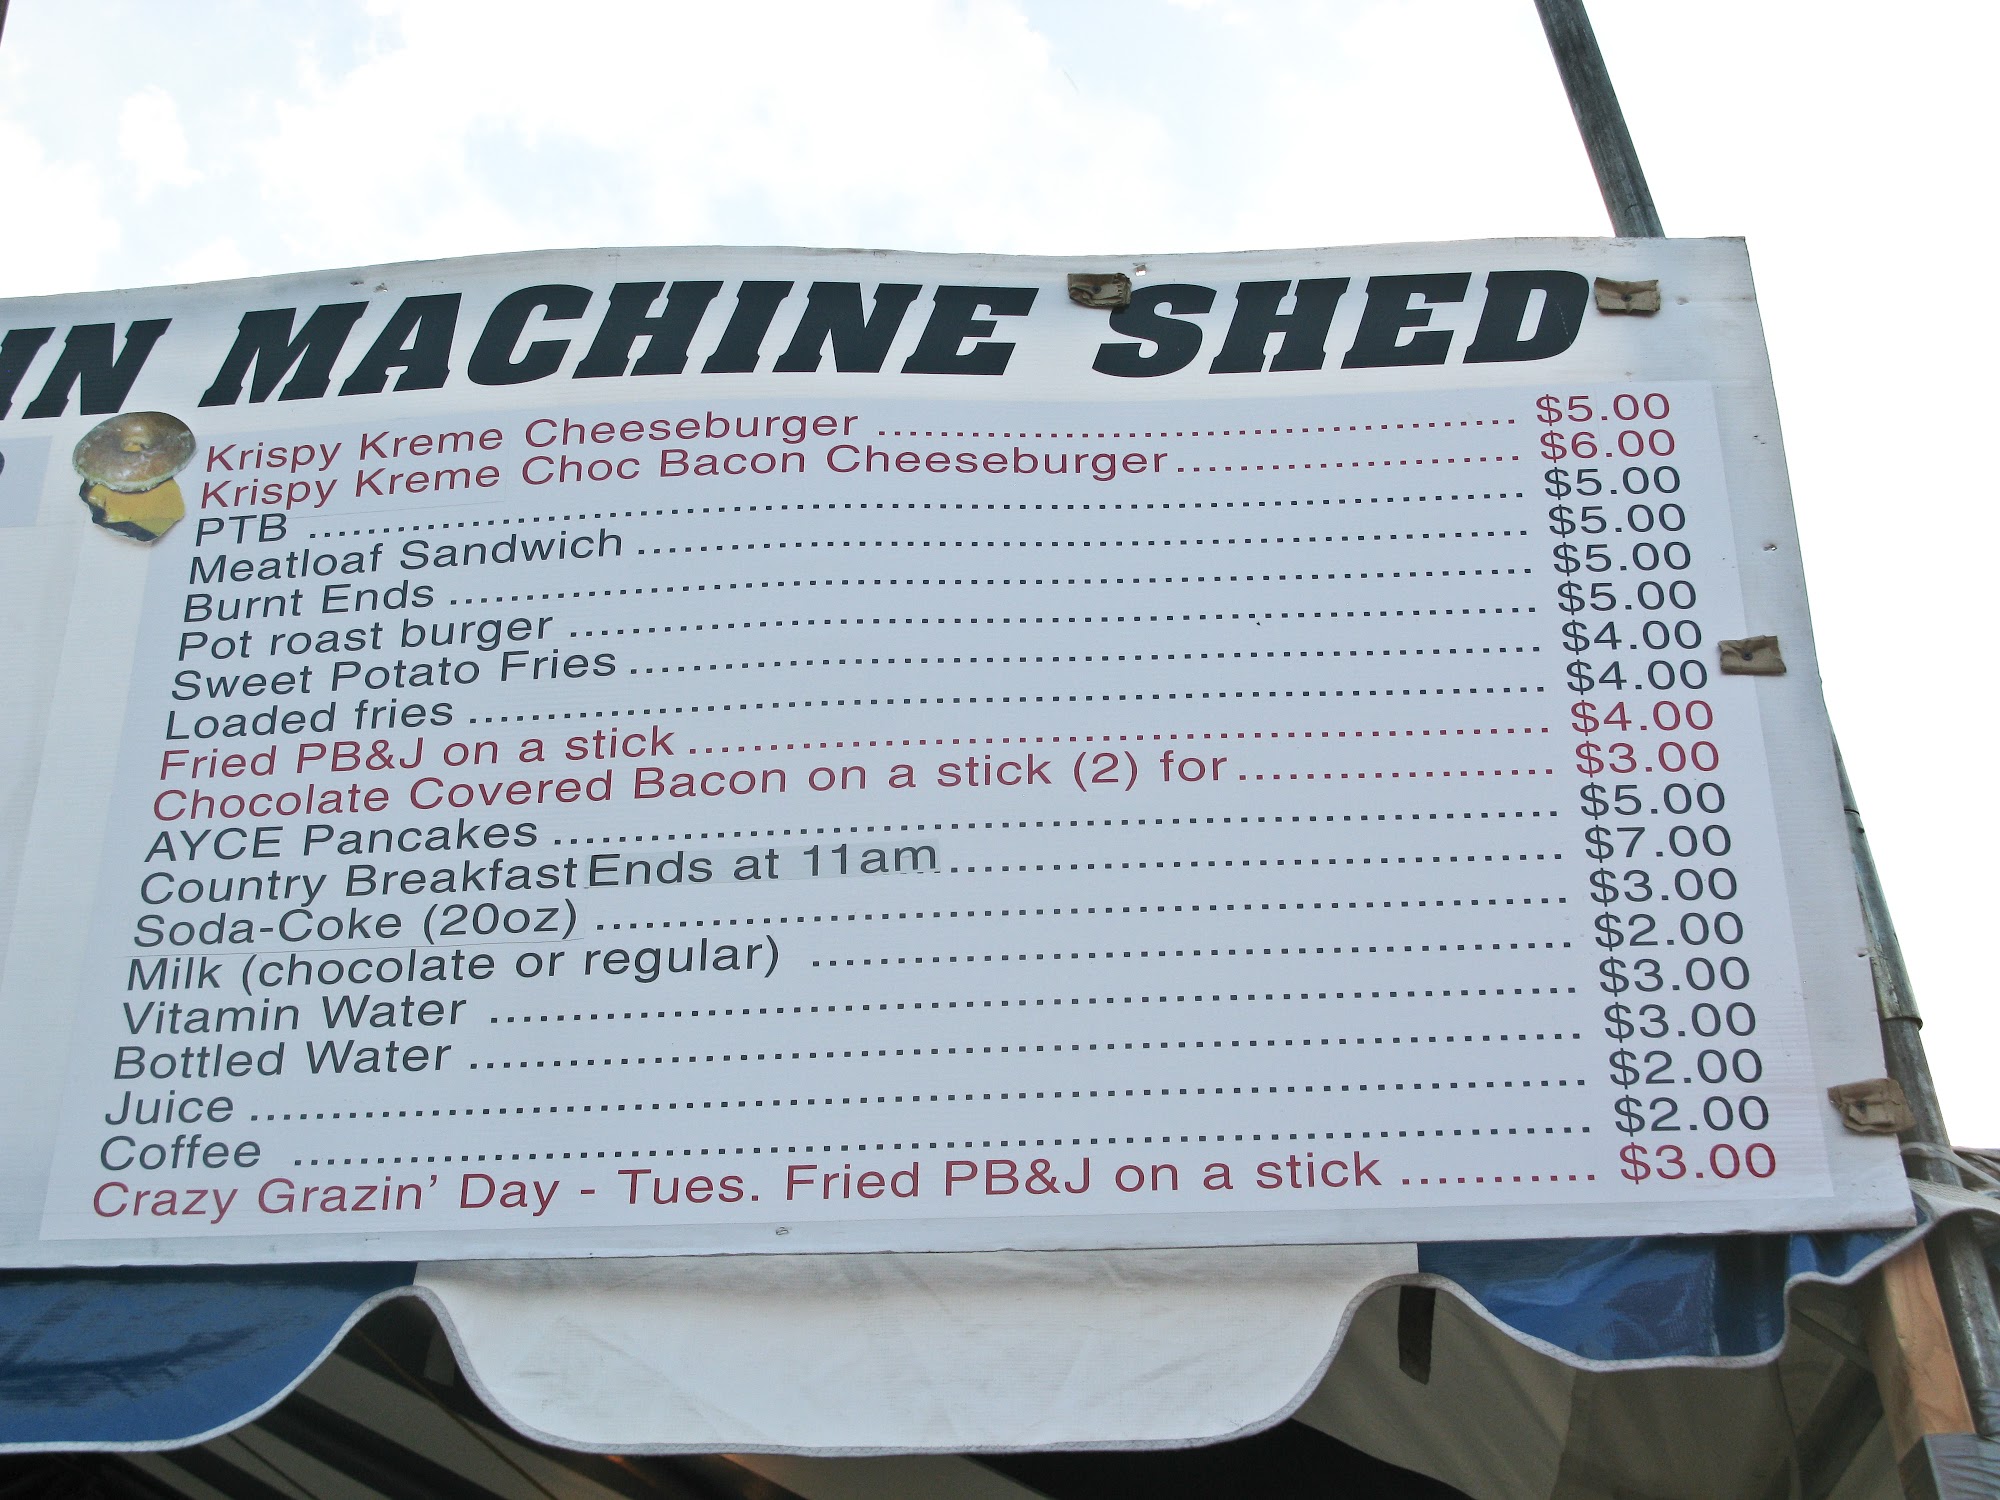 IN MACHINE SHED
Krispy Kreme Cheeseburger ........ $5.00
Krispy Kreme Choc Bacon Cheeseburger........ $6.00
PTB ........ $5.00
Meatloaf Sandwich ........ $5.00
Burnt Ends ........ $5.00
Pot roast burger ........ $5.00
Sweet Potato Fries ........ $4.00
Loaded fries ........ $4.00
Fried PB&J on a stick ........ $4.00
Chocolate Covered Bacon on a stick (2) for ........ $3.00
AYCE Pancakes ........ $5.00
Country Breakfast Ends at 11am ........ $7.00
Soda-Coke (20oz) ........ $3.00
Milk (chocolate or regular) ........ $2.00
Vitamin Water ........ $3.00
Bottled Water ........ $3.00
Juice ........ $2.00
Coffee ........ $2.00
Crazy Grazin' Day - Tues. Fried PB&J on a stick ........ $3.00